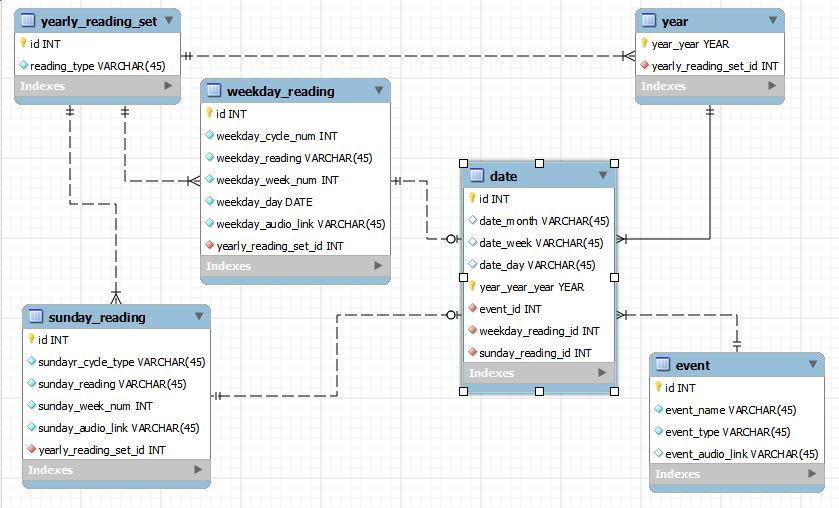 yearly_reading_set
id INT
reading_type VARCHAR(45)
Indexes
year
year_year YEAR
yearly_reading_set_id INT
Indexes
weekday_reading
id INT
weekday_cycle_num INT
weekday_reading VARCHAR(45)
weekday_week_num INT
weekday_day DATE
weekday_audio_link VARCHAR(45)
yearly_reading_set_id INT
Indexes
date
id INT
date_month VARCHAR(45)
date_week VARCHAR(45)
date_day VARCHAR(45)
year_year_year YEAR
event_id INT
weekday_reading_id INT
sunday_reading_id INT
Indexes
sunday_reading
id INT
sundayr_cycle_type VARCHAR(45)
sunday_reading VARCHAR(45)
sunday_week_num INT
sunday_audio_link VARCHAR(45)
yearly_reading_set_id INT
Indexes
event
id INT
event_name VARCHAR(45)
event_type VARCHAR(45)
event_audio_link VARCHAR(45)
Indexes